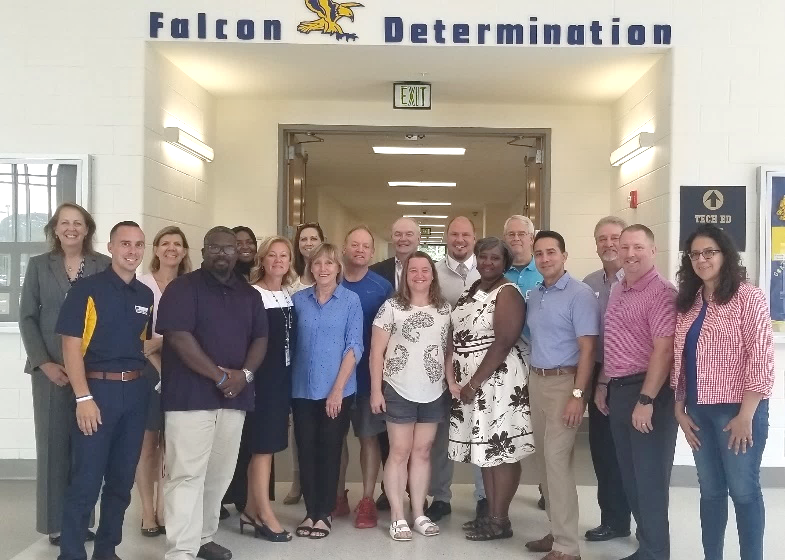 Falcon Determination
EXIT
TECH ED